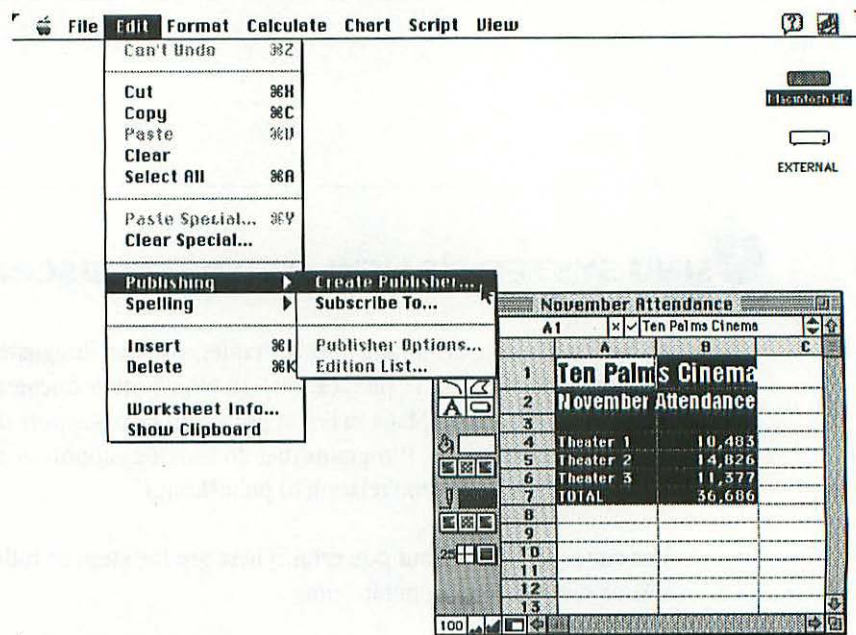 File Edit Format Calculate Chart Script View
Can't Undo ⌘Z
Cut ⌘X
Copy ⌘C
Paste ⌘V
Clear
Select All ⌘A
Paste Special... ⌘Y
Clear Special...
Publishing
Spelling
Insert ⌘I
Delete ⌘K
Worksheet Info...
Show Clipboard
Create Publisher...
Subscribe To...
Publisher Options...
Edition List...
Macintosh HD
EXTERNAL
November Attendance
A1 × ✓ Ten Palms Cinema
A B C
1 Ten Palms Cinema
2 November Attendance
3
4 Theater 1 10,483
5 Theater 2 14,826
6 Theater 3 11,377
7 TOTAL 36,686
8
9
10
11
12
13
A
25
100